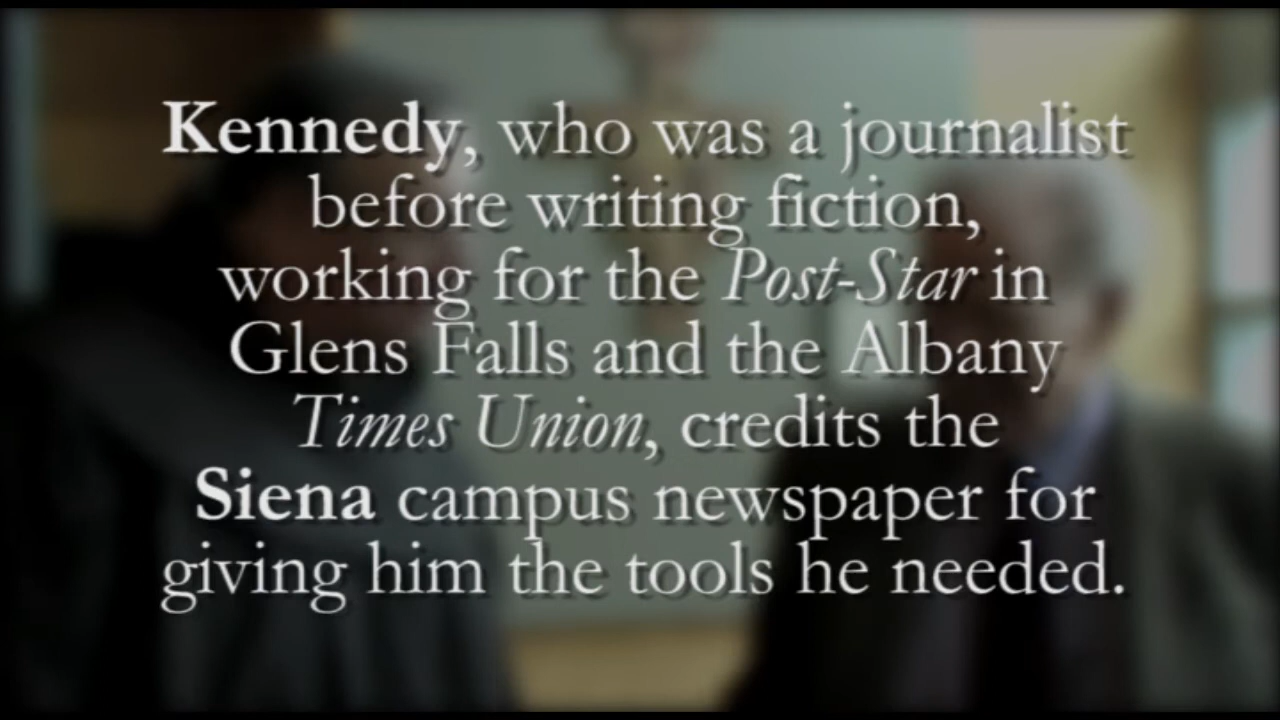 Kennedy, who was a journalist
before writing fiction,
working for the Post-Star in
Glens Falls and the Albany
Times Union, credits the
Siena campus newspaper for
giving him the tools he needed.